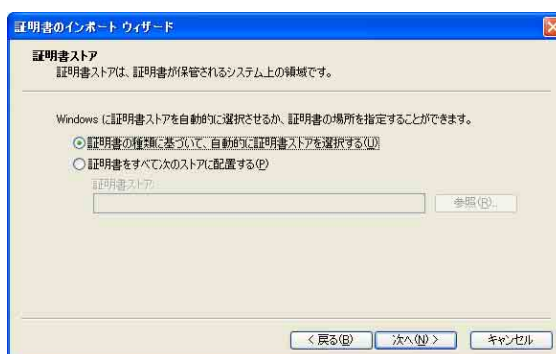 証明書のインポート ウィザード
証明書ストア
証明書ストアは、証明書が保管されるシステム上の領域です。
Windows に証明書ストアを自動的に選択させるか、証明書の場所を指定することができます。
証明書の種類に基づいて、自動的に証明書ストアを選択する(U)
証明書をすべて次のストアに配置する(P)
証明書ストア:
参照(R)...
< 戻る(B)
次へ(N) >
キャンセル